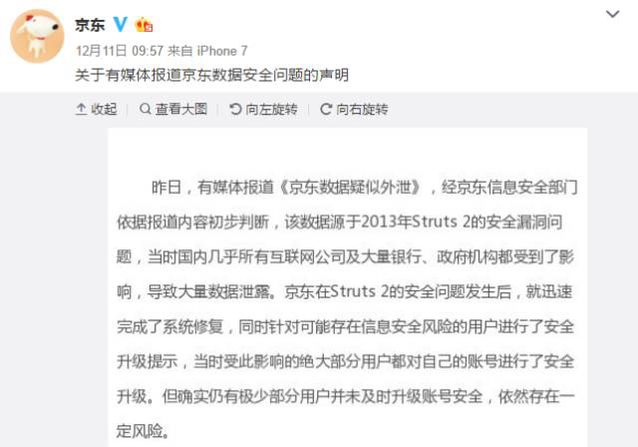 京东
12月11日 09:57 来自 iPhone 7
关于有媒体报道京东数据安全问题的声明
收起 查看大图 向左旋转 向右旋转
昨日，有媒体报道《京东数据疑似外泄》，经京东信息安全部门
依据报道内容初步判断，该数据源于2013年Struts 2的安全漏洞问
题，当时国内几乎所有互联网公司及大量银行、政府机构都受到了影
响，导致大量数据泄露。京东在Struts 2的安全问题发生后，就迅速
完成了系统修复，同时针对可能存在信息安全风险的用户进行了安全
升级提示，当时受此影响的绝大部分用户都对自己的账号进行了安全
升级。但确实仍有极少部分用户并未及时升级账号安全，依然存在一
定风险。